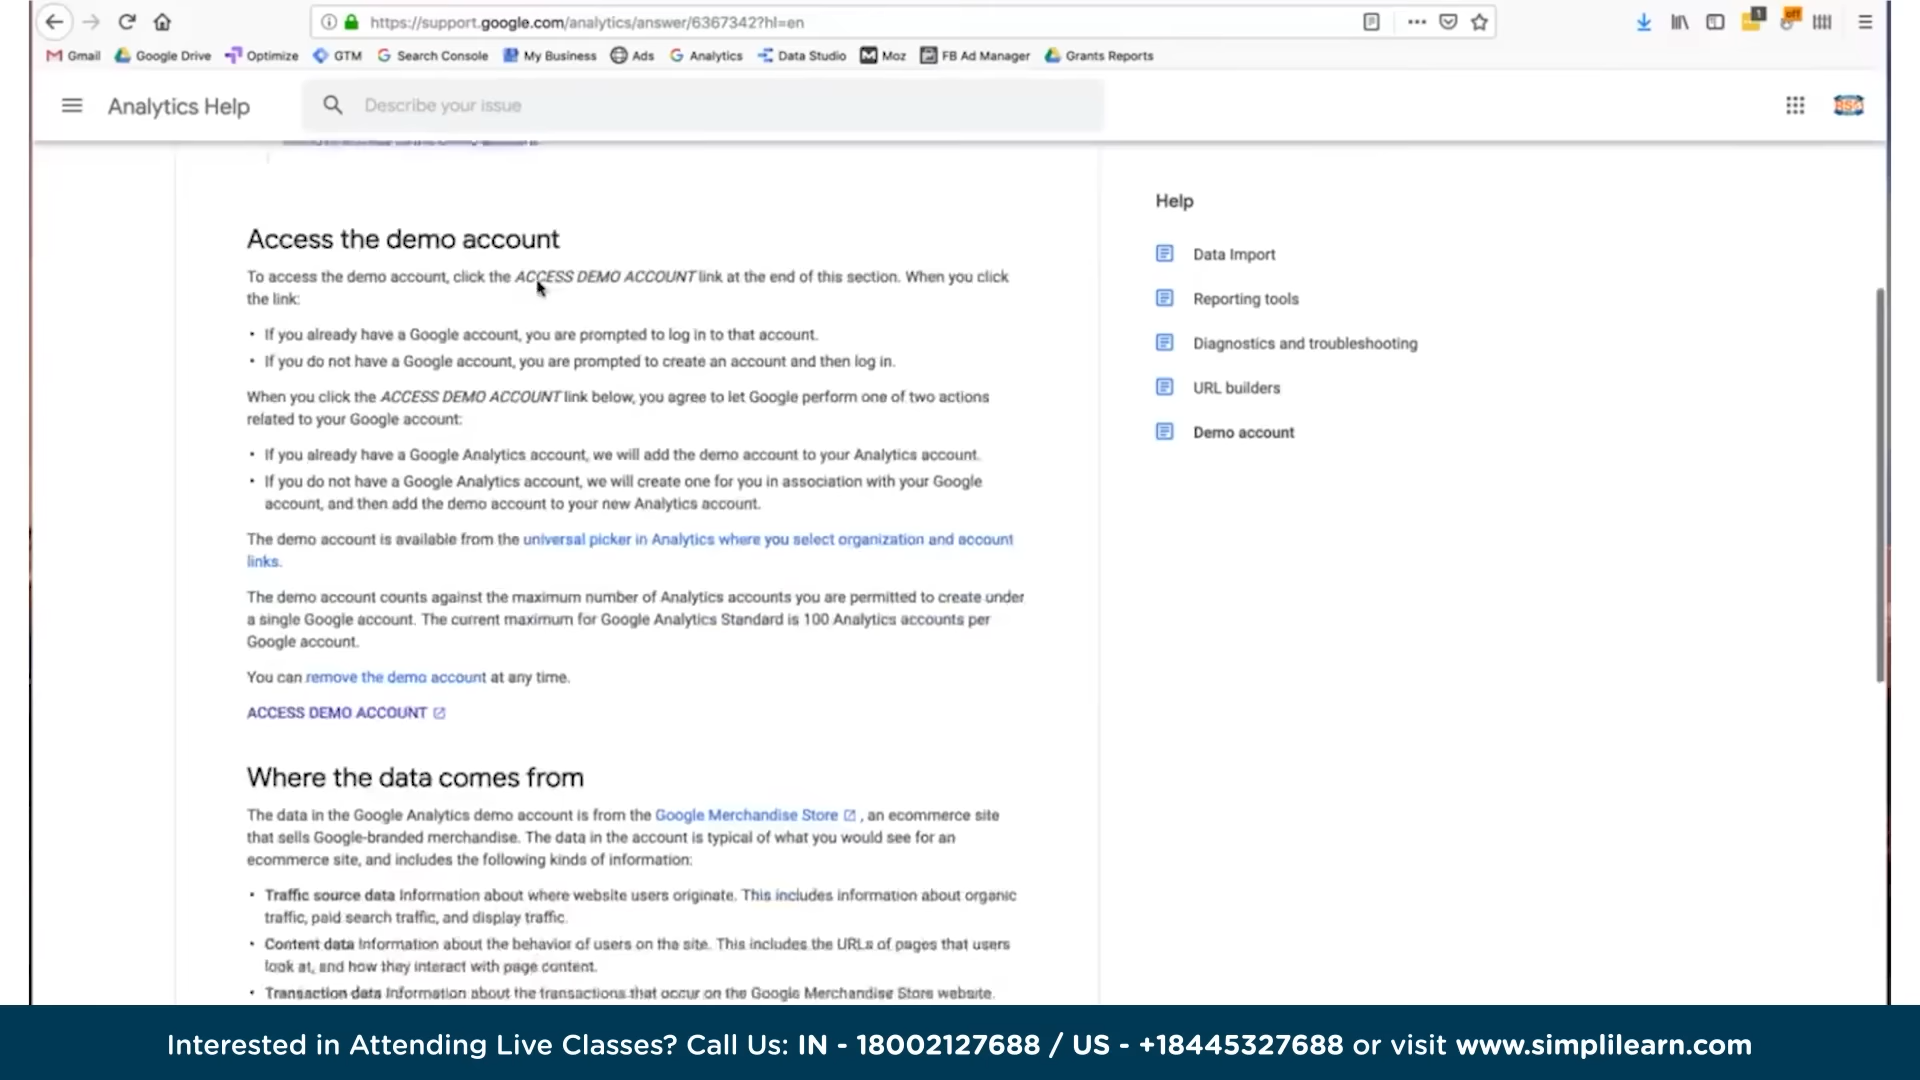 https://support.google.com/analytics/answer/6367342?hl=en
1
off
Gmail Google Drive Optimize GTM Search Console My Business Ads Analytics Data Studio Moz FB Ad Manager Grants Reports
Analytics Help
Describe your issue
Access the demo account
To access the demo account, click the ACCESS DEMO ACCOUNT link at the end of this section. When you click
the link:
• If you already have a Google account, you are prompted to log in to that account.
• If you do not have a Google account, you are prompted to create an account and then log in.
When you click the ACCESS DEMO ACCOUNT link below, you agree to let Google perform one of two actions
related to your Google account:
• If you already have a Google Analytics account, we will add the demo account to your Analytics account.
• If you do not have a Google Analytics account, we will create one for you in association with your Google
account, and then add the demo account to your new Analytics account.
The demo account is available from the universal picker in Analytics where you select organization and account
links.
The demo account counts against the maximum number of Analytics accounts you are permitted to create under
a single Google account. The current maximum for Google Analytics Standard is 100 Analytics accounts per
Google account.
You can remove the demo account at any time.
ACCESS DEMO ACCOUNT
Where the data comes from
The data in the Google Analytics demo account is from the Google Merchandise Store , an ecommerce site
that sells Google-branded merchandise. The data in the account is typical of what you would see for an
ecommerce site, and includes the following kinds of information:
• Traffic source data Information about where website users originate. This includes information about organic
traffic, paid search traffic, and display traffic.
• Content data Information about the behavior of users on the site. This includes the URLs of pages that users
look at, and how they interact with page content.
• Transaction data Information about the transactions that occur on the Google Merchandise Store website.
Help
Data Import
Reporting tools
Diagnostics and troubleshooting
URL builders
Demo account
Interested in Attending Live Classes? Call Us: IN - 18002127688 / US - +18445327688 or visit www.simplilearn.com